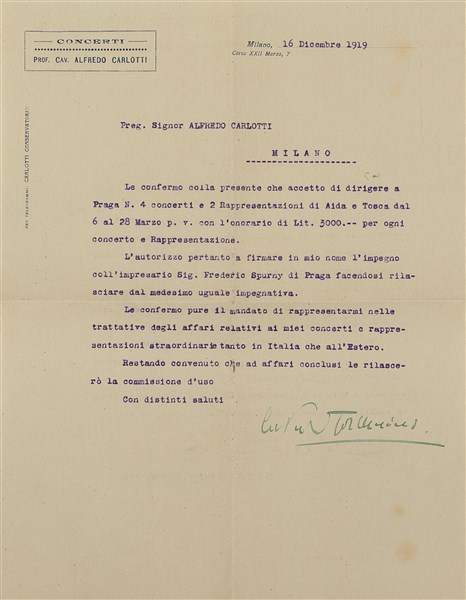 CONCERTI
PROF. CAV. ALFREDO CARLOTTI
Milano, 16 Dicembre 1919
Corso XXII Marzo, 7
PER TELEGRAMMI: CARLOTTI CONSERVATORIO
Preg. Signor ALFREDO CARLOTTI
MILANO
Le confermo colla presente che accetto di dirigere a
Praga N. 4 concerti e 2 Rappresentazioni di Aida e Tosca dal
6 al 28 Marzo p. v. con l'onorario di Lit. 3000.-- per ogni
concerto e Rappresentazione.
L'autorizzo pertanto a firmare in mio nome l'impegno
coll'impresario Sig. Frederic Spurny di Praga facendosi rila-
sciare dal medesimo uguale impegnativa.
Le confermo pure il mandato di rappresentarmi nelle
trattative degli affari relativi ai miei concerti e rappre-
sentazioni straordinarie tanto in Italia che all'Estero.
Restando convenuto che ad affari conclusi le rilasce-
rò la commissione d'uso
Con distinti saluti